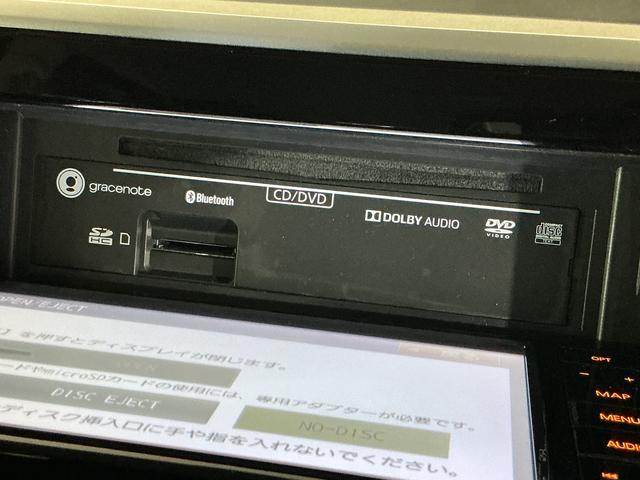 gracenote
Bluetooth
CD/DVD
DOLBY AUDIO
DVD
VIDEO
disc
TEXT
SD
HC
OPEN/EJECT
を押すとディスプレイが閉じます。
ードやmicroSDカードの使用には、専用アダプターが必要です。
DISC EJECT
NO-DISC
ディスク挿入口に手や指を入れないでください。
OPT
− +
MAP
MENU
AUDIO